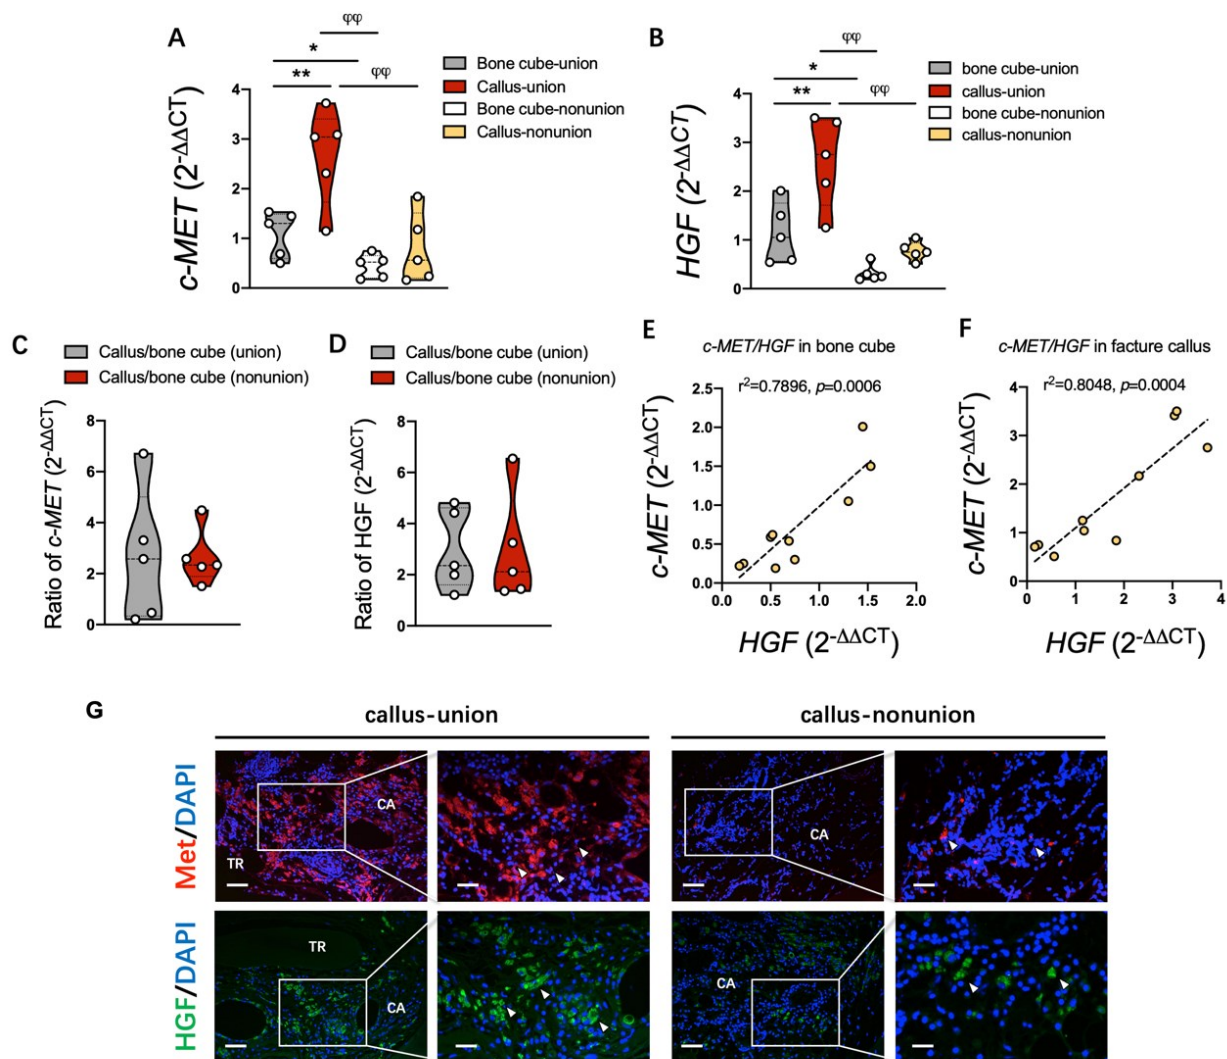 A
φφ
*
**
φφ
c-MET (2-ΔΔCT)
4
3
2
1
0
Bone cube-union
Callus-union
Bone cube-nonunion
Callus-nonunion
B
φφ
*
**
φφ
HGF (2-ΔΔCT)
4
3
2
1
0
bone cube-union
callus-union
bone cube-nonunion
callus-nonunion
C
Callus/bone cube (union)
Callus/bone cube (nonunion)
Ratio of c-MET (2-ΔΔCT)
8
6
4
2
0
D
Callus/bone cube (union)
Callus/bone cube (nonunion)
Ratio of HGF (2-ΔΔCT)
8
6
4
2
0
E
c-MET/HGF in bone cube
r2=0.7896, p=0.0006
c-MET (2-ΔΔCT)
2.5
2.0
1.5
1.0
0.5
0.0
0.0 0.5 1.0 1.5 2.0
HGF (2-ΔΔCT)
F
c-MET/HGF in facture callus
r2=0.8048, p=0.0004
c-MET (2-ΔΔCT)
4
3
2
1
0
0 1 2 3 4
HGF (2-ΔΔCT)
G
callus-union
callus-nonunion
Met/DAPI
CA
TR
CA
HGF/DAPI
TR
CA
CA